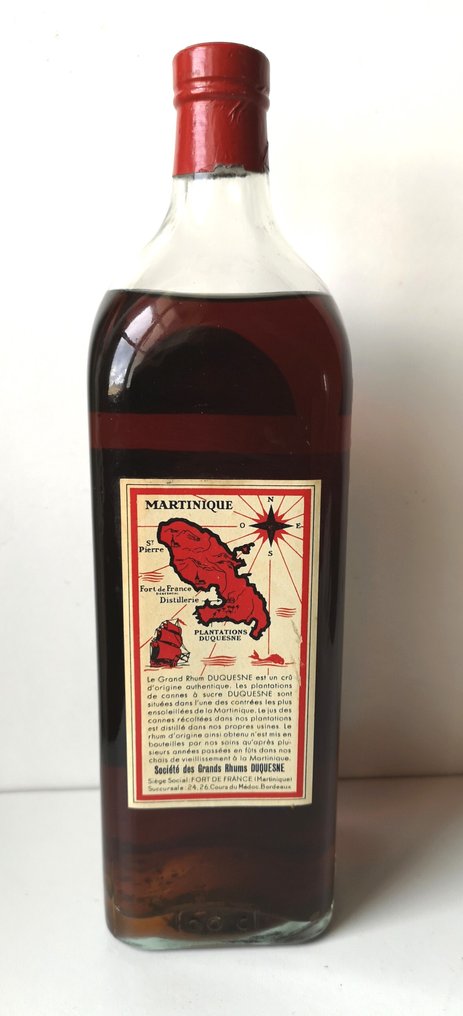 MARTINIQUE
N
O
E
S
ST
Pierre
Fort de France
Distillerie
PLANTATIONS
DUQUESNE
Le Grand Rhum DUQUESNE est un crû
d'origine authentique. Les plantations
de cannes à sucre DUQUESNE sont
situées dans l'une des contrées les plus
ensoleillées de la Martinique. Le jus des
cannes récoltées dans nos plantations
est distillé dans nos propres usines. Le
rhum d'origine ainsi obtenu n'est mis en
bouteilles par nos soins qu'après plu-
sieurs années passées en fûts dans nos
chais de vieillissement à la Martinique.
Société des Grands Rhums DUQUESNE
Siège Social: FORT DE FRANCE (Martinique)
Succursale: 24, 26, Cours du Médoc, Bordeaux